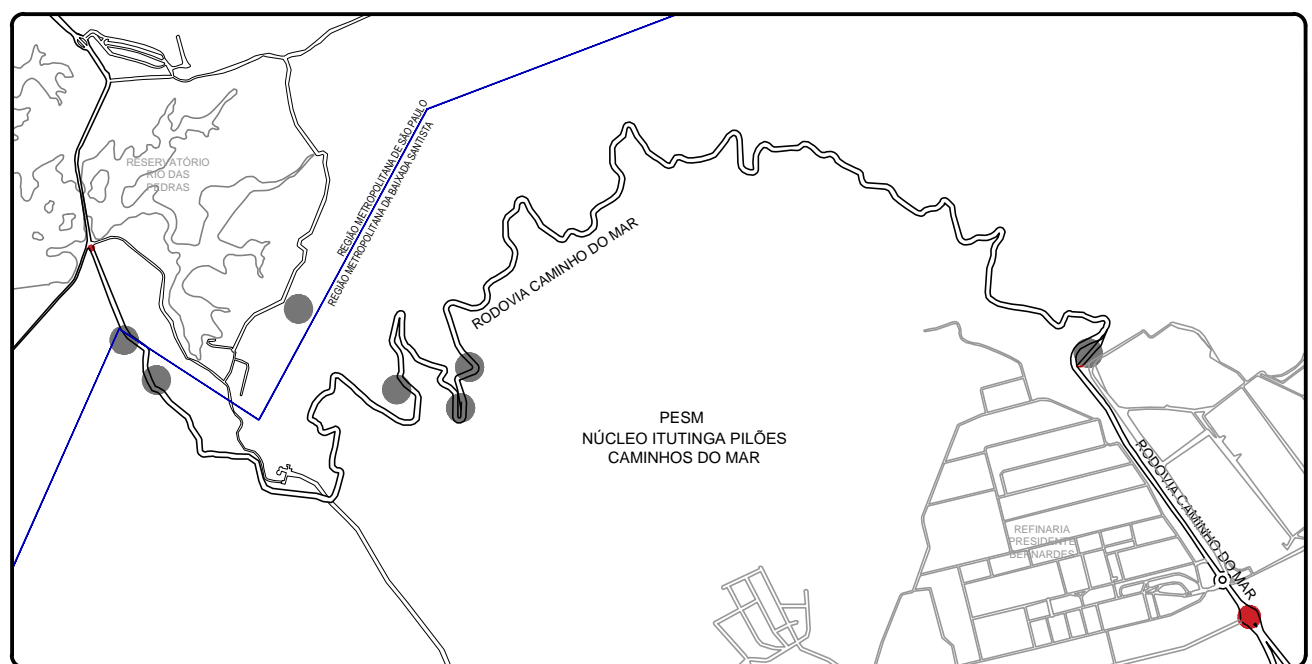 RESERVATÓRIO
RIO DAS
PEDRAS
REGIÃO METROPOLITANA DE SÃO PAULO
REGIÃO METROPOLITANA DA BAIXADA SANTISTA
RODOVIA CAMINHO DO MAR
PESM
NÚCLEO ITUTINGA PILÕES
CAMINHOS DO MAR
RODOVIA CAMINHO DO MAR
REFINARIA
PRESIDENTE
BERNARDES